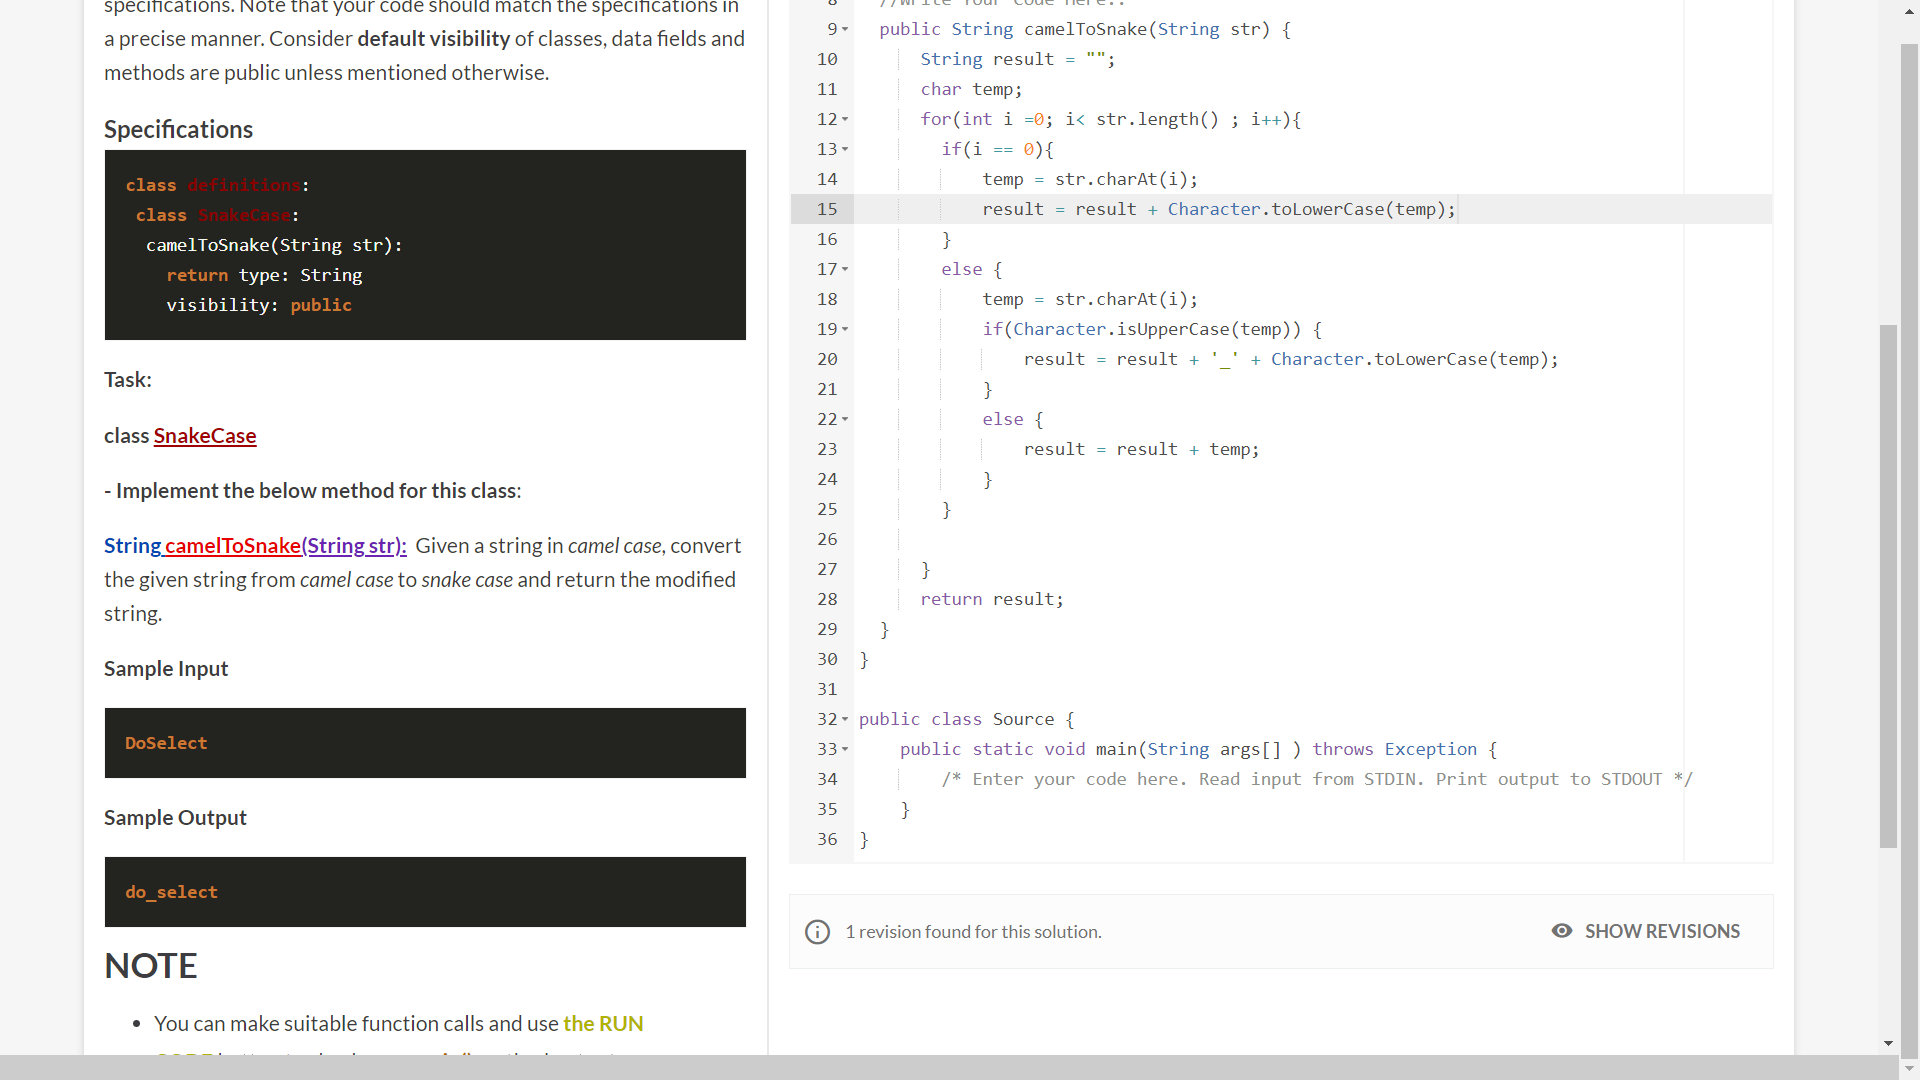 specifications. Note that your code should match the specifications in
a precise manner. Consider default visibility of classes, data fields and
methods are public unless mentioned otherwise.
Specifications
class definitions:
class SnakeCase:
camelToSnake(String str):
return type: String
visibility: public
Task:
class SnakeCase
- Implement the below method for this class:
String camelToSnake(String str): Given a string in camel case, convert
the given string from camel case to snake case and return the modified
string.
Sample Input
DoSelect
Sample Output
do_select
NOTE
• You can make suitable function calls and use the RUN
8 //Write Your Code Here..
9 public String camelToSnake(String str) {
10 String result = "";
11 char temp;
12 for(int i =0; i< str.length() ; i++){
13 if(i == 0){
14 temp = str.charAt(i);
15 result = result + Character.toLowerCase(temp);
16 }
17 else {
18 temp = str.charAt(i);
19 if(Character.isUpperCase(temp)) {
20 result = result + '_' + Character.toLowerCase(temp);
21 }
22 else {
23 result = result + temp;
24 }
25 }
26
27 }
28 return result;
29 }
30 }
31
32 public class Source {
33 public static void main(String args[] ) throws Exception {
34 /* Enter your code here. Read input from STDIN. Print output to STDOUT */
35 }
36 }
1 revision found for this solution.
SHOW REVISIONS